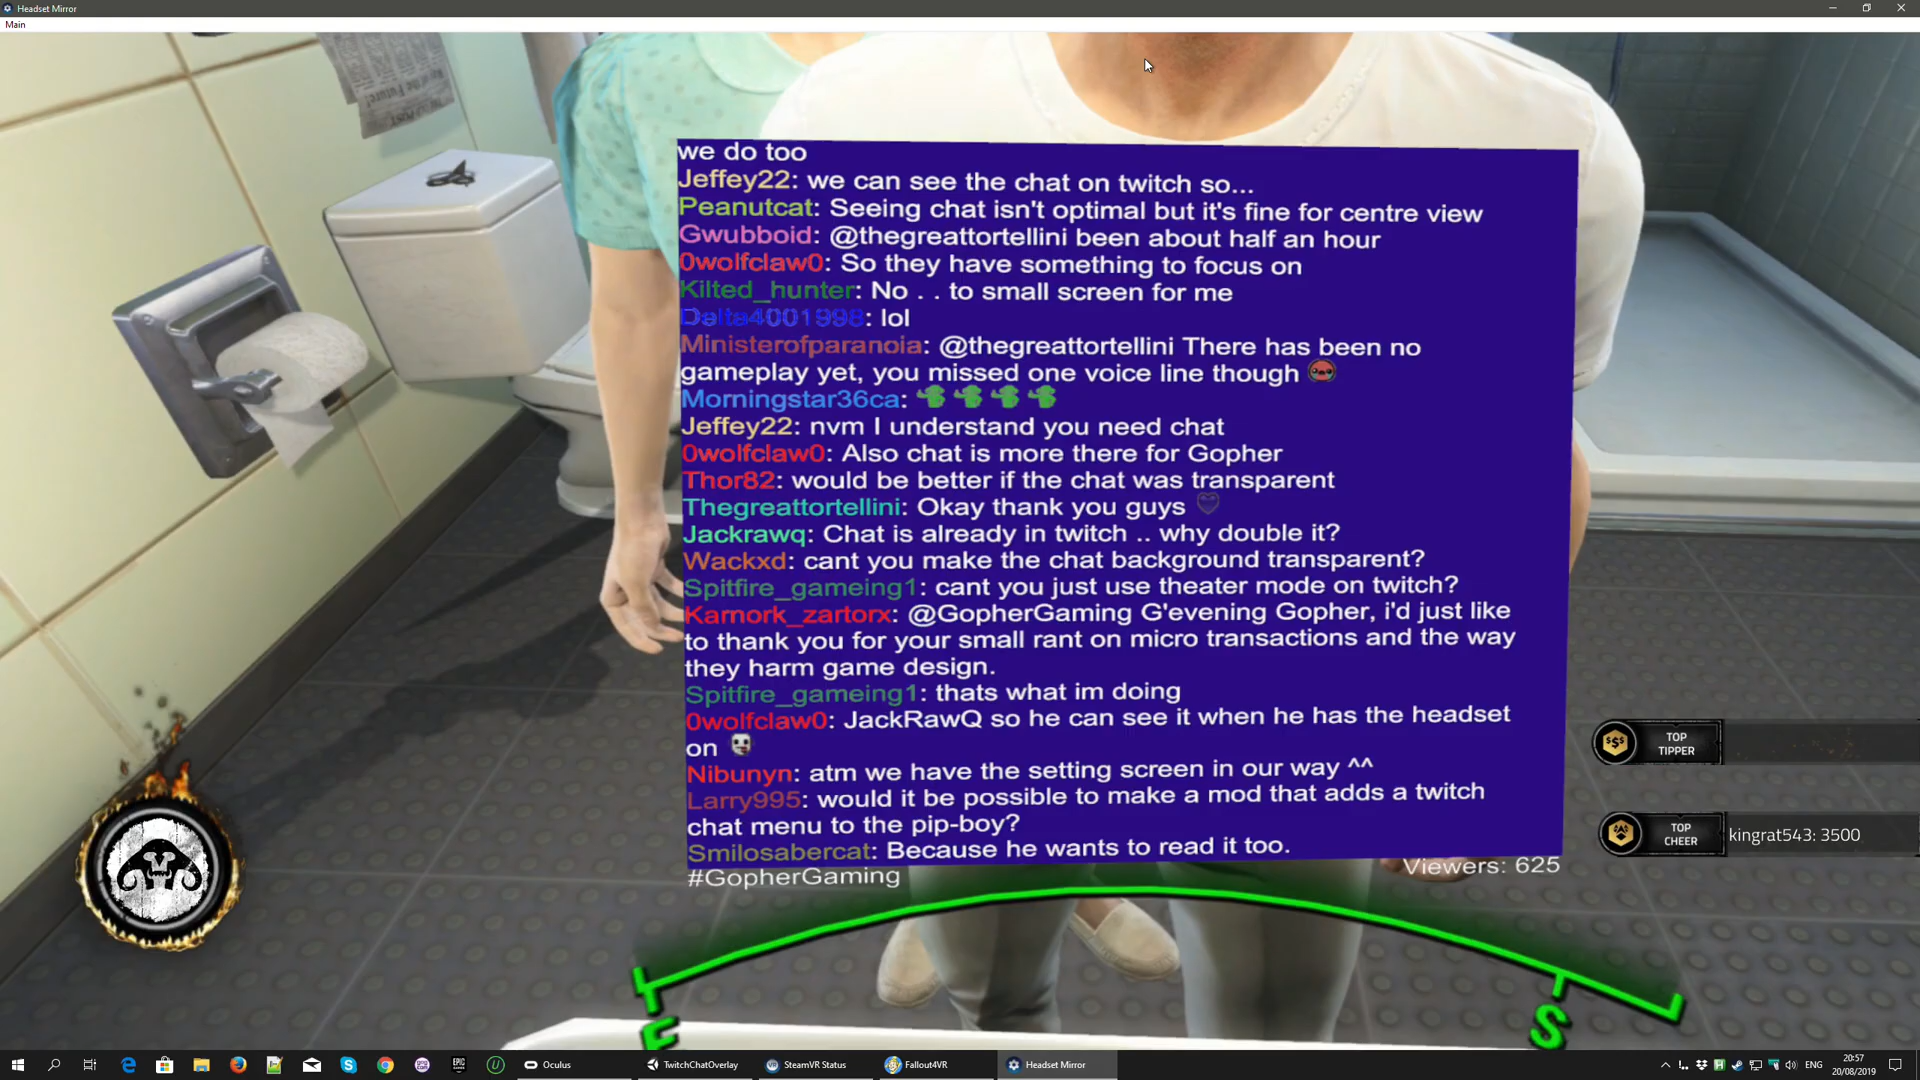 Headset Mirror
Main
we do too
Jeffey22: we can see the chat on twitch so...
Peanutcat: Seeing chat isn't optimal but it's fine for centre view
Gwubboid: @thegreattortellini been about half an hour
0wolfclaw0: So they have something to focus on
Kilted_hunter: No . . to small screen for me
Delta4001998: lol
Ministerofparanoia: @thegreattortellini There has been no
gameplay yet, you missed one voice line though
Morningstar36ca:
Jeffey22: nvm I understand you need chat
0wolfclaw0: Also chat is more there for Gopher
Thor82: would be better if the chat was transparent
Thegreattortellini: Okay thank you guys
Jackrawq: Chat is already in twitch .. why double it?
Wackxd: cant you make the chat background transparent?
Spitfire_gameing1: cant you just use theater mode on twitch?
Karnork_zartorx: @GopherGaming G'evening Gopher, i'd just like
to thank you for your small rant on micro transactions and the way
they harm game design.
Spitfire_gameing1: thats what im doing
0wolfclaw0: JackRawQ so he can see it when he has the headset
on
Nibunyn: atm we have the setting screen in our way ^^
Larry995: would it be possible to make a mod that adds a twitch
chat menu to the pip-boy?
Smilosabercat: Because he wants to read it too.
#GopherGaming
Viewers: 625
TOP
TIPPER
TOP
CHEER
kingrat543: 3500
S
Oculus
TwitchChatOverlay
SteamVR Status
Fallout4VR
Headset Mirror
ENG
20:57
20/08/2019